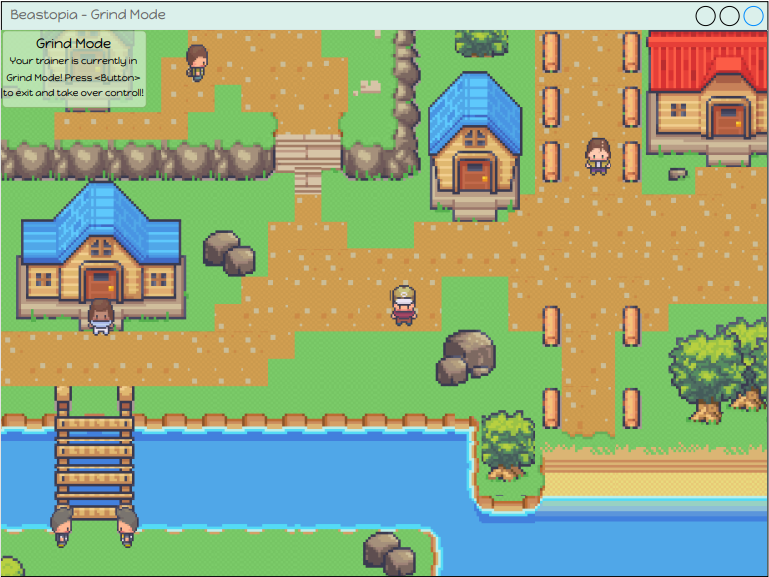 Beastopia - Grind Mode
Grind Mode
Your trainer is currently in
Grind Mode! Press <Button>
to exit and take over controll!